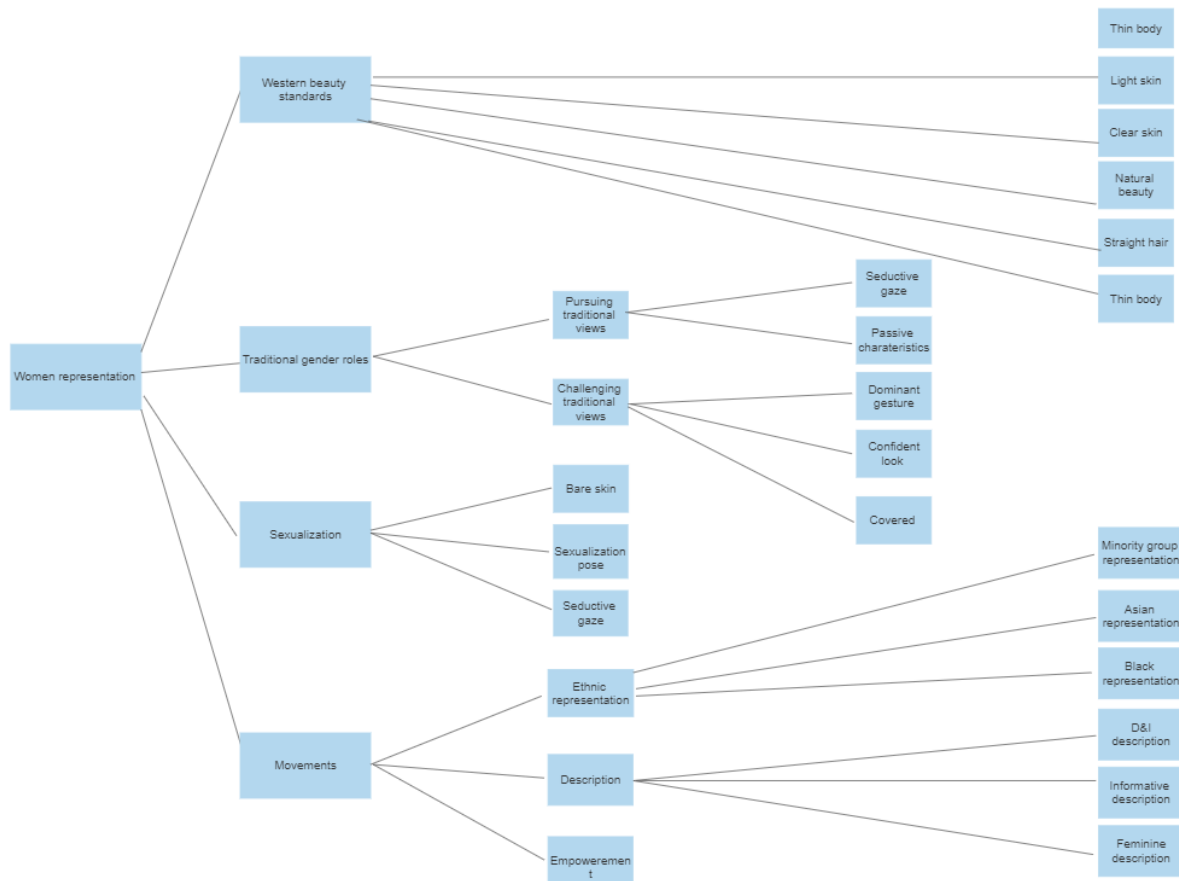 Thin body
Western beauty
standards
Light skin
Clear skin
Natural
beauty
Straight hair
Thin body
Women representation
Traditional gender roles
Pursuing
traditional
views
Seductive
gaze
Passive
charateristics
Challenging
traditional
views
Dominant
gesture
Confident
look
Covered
Sexualization
Bare skin
Sexualization
pose
Seductive
gaze
Movements
Ethnic
representation
Minority group
representation
Asian
representation
Black
representation
Description
D&I
description
Informative
description
Feminine
description
Empoweremen
t